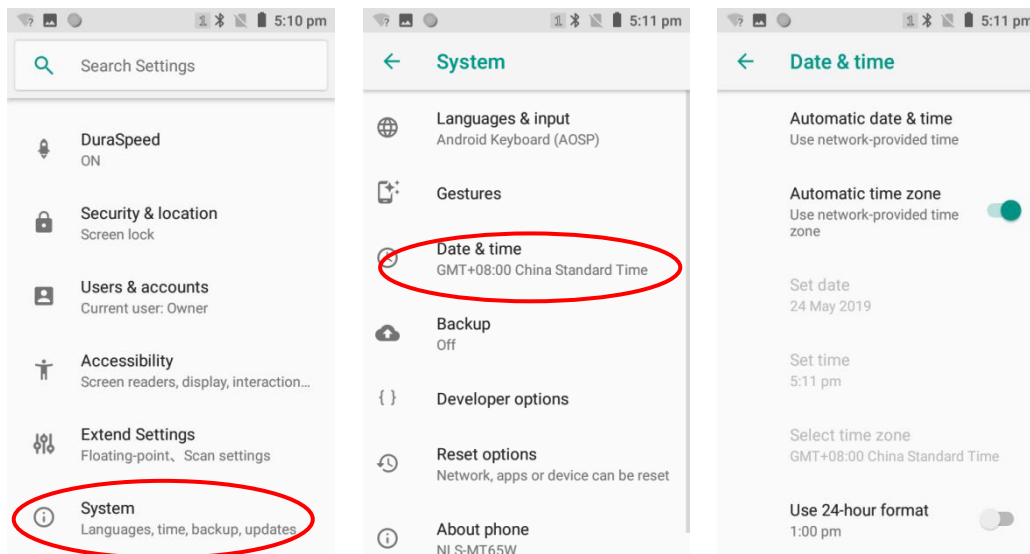 5:10 pm
Search Settings
DuraSpeed
ON
Security & location
Screen lock
Users & accounts
Current user: Owner
Accessibility
Screen readers, display, interaction...
Extend Settings
Floating-point、Scan settings
System
Languages, time, backup, updates
5:11 pm
System
Languages & input
Android Keyboard (AOSP)
Gestures
Date & time
GMT+08:00 China Standard Time
Backup
Off
{ }
Developer options
Reset options
Network, apps or device can be reset
About phone
NLS-MT65W
5:11 pm
Date & time
Automatic date & time
Use network-provided time
Automatic time zone
Use network-provided time
zone
Set date
24 May 2019
Set time
5:11 pm
Select time zone
GMT+08:00 China Standard Time
Use 24-hour format
1:00 pm